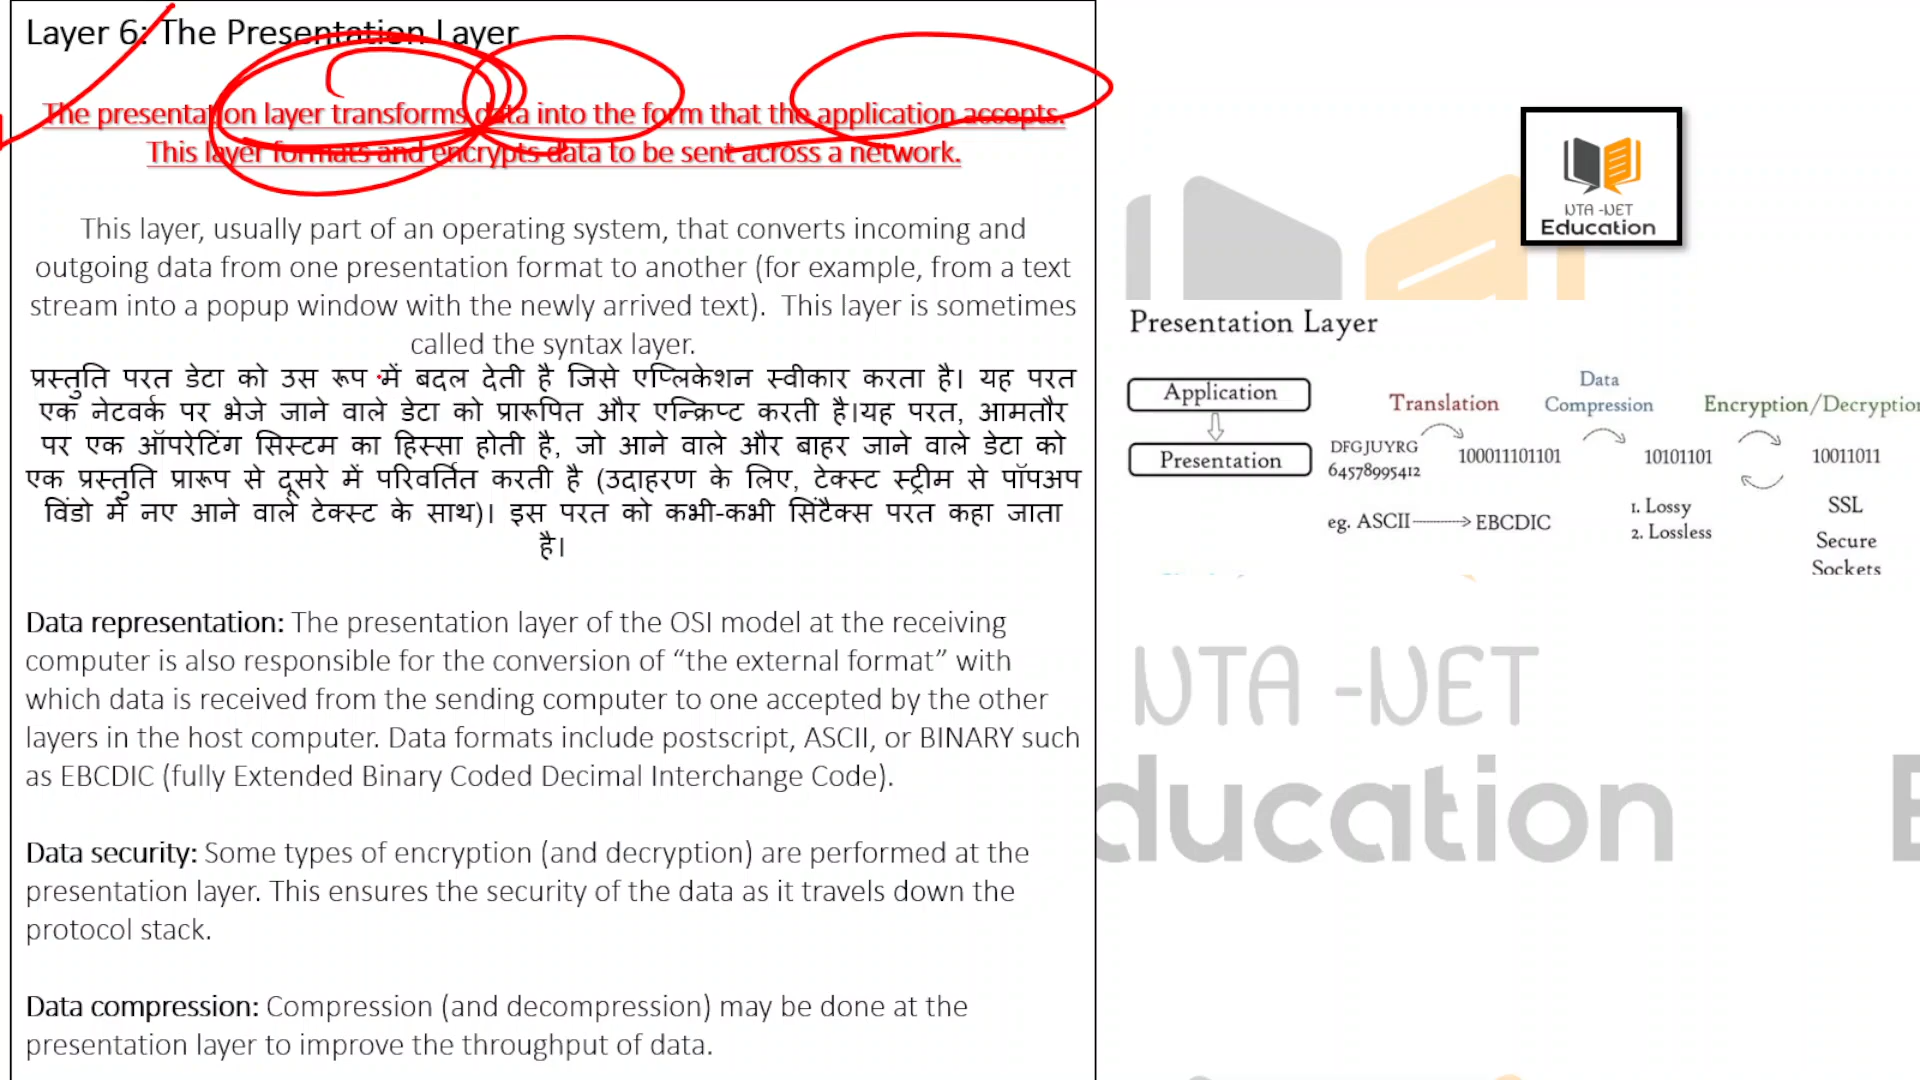 Layer 6: The Presentation Layer
The presentation layer transforms data into the form that the application accepts.
This layer formats and encrypts data to be sent across a network.
This layer, usually part of an operating system, that converts incoming and
outgoing data from one presentation format to another (for example, from a text
stream into a popup window with the newly arrived text). This layer is sometimes
called the syntax layer.
प्रस्तुति परत डेटा को उस रूप में बदल देती है जिसे एप्लिकेशन स्वीकार करता है। यह परत
एक नेटवर्क पर भेजे जाने वाले डेटा को प्रारूपित और एन्क्रिप्ट करती है।यह परत, आमतौर
पर एक ऑपरेटिंग सिस्टम का हिस्सा होती है, जो आने वाले और बाहर जाने वाले डेटा को
एक प्रस्तुति प्रारूप से दूसरे में परिवर्तित करती है (उदाहरण के लिए, टेक्स्ट स्ट्रीम से पॉपअप
विंडो में नए आने वाले टेक्स्ट के साथ)। इस परत को कभी-कभी सिंटैक्स परत कहा जाता
है।
Data representation: The presentation layer of the OSI model at the receiving
computer is also responsible for the conversion of “the external format” with
which data is received from the sending computer to one accepted by the other
layers in the host computer. Data formats include postscript, ASCII, or BINARY such
as EBCDIC (fully Extended Binary Coded Decimal Interchange Code).
Data security: Some types of encryption (and decryption) are performed at the
presentation layer. This ensures the security of the data as it travels down the
protocol stack.
Data compression: Compression (and decompression) may be done at the
presentation layer to improve the throughput of data.
NTA -NET
Education
Presentation Layer
Application
Presentation
Translation
DFGJUYRG
64578995412
100011101101
eg. ASCII EBCDIC
Data
Compression
10101101
1. Lossy
2. Lossless
Encryption/Decryption
10011011
SSL
Secure
Sockets
NTA -NET
ducation
E